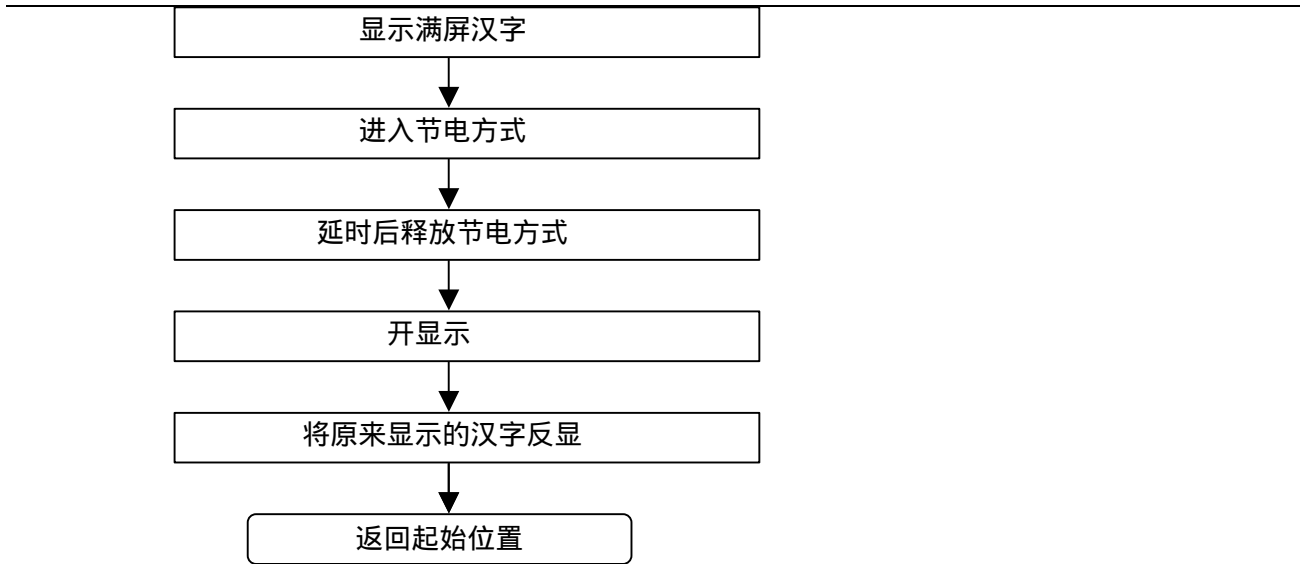 显示满屏汉字
进入节电方式
延时后释放节电方式
开显示
将原来显示的汉字反显
返回起始位置